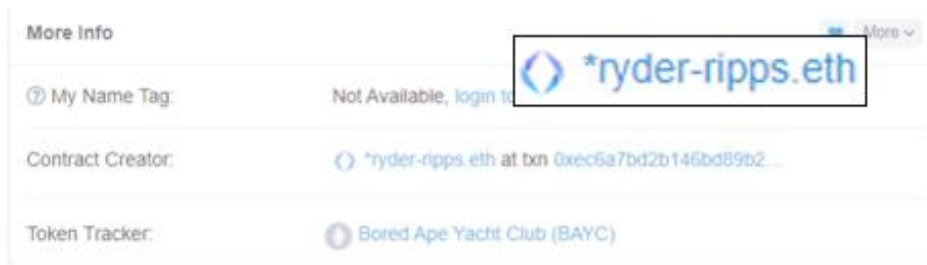 More Info
More
*ryder-ripps.eth
My Name Tag:
Not Available, login to
Contract Creator:
*ryder-ripps.eth at txn 0xec6a7bd2b146bd89b2...
Token Tracker:
Bored Ape Yacht Club (BAYC)